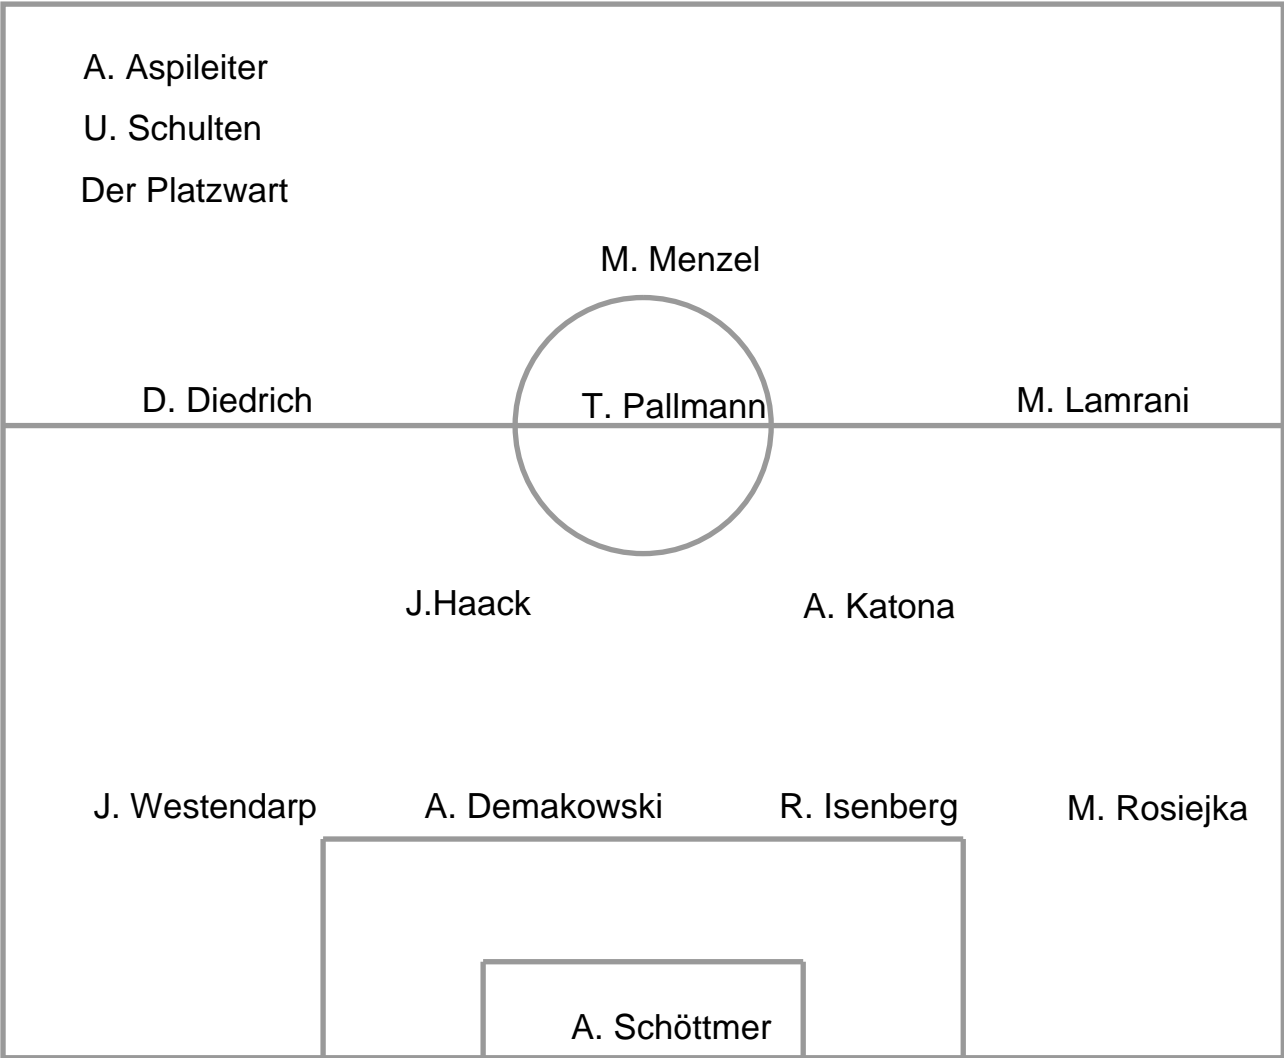 A. Aspileiter
U. Schulten
Der Platzwart
M. Menzel
D. Diedrich
T. Pallmann
M. Lamrani
J.Haack
A. Katona
J. Westendarp
A. Demakowski
R. Isenberg
M. Rosiejka
A. Schöttmer